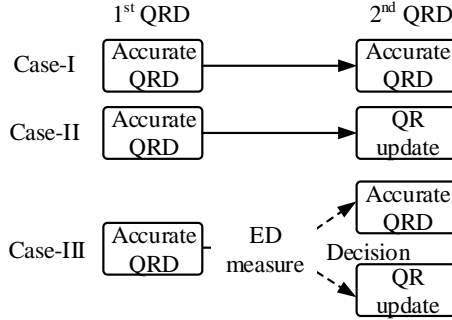 1st QRD 2nd QRD
Case-I Accurate QRD Accurate QRD
Case-II Accurate QRD QR update
Case-III Accurate QRD ED measure Decision Accurate QRD
QR update